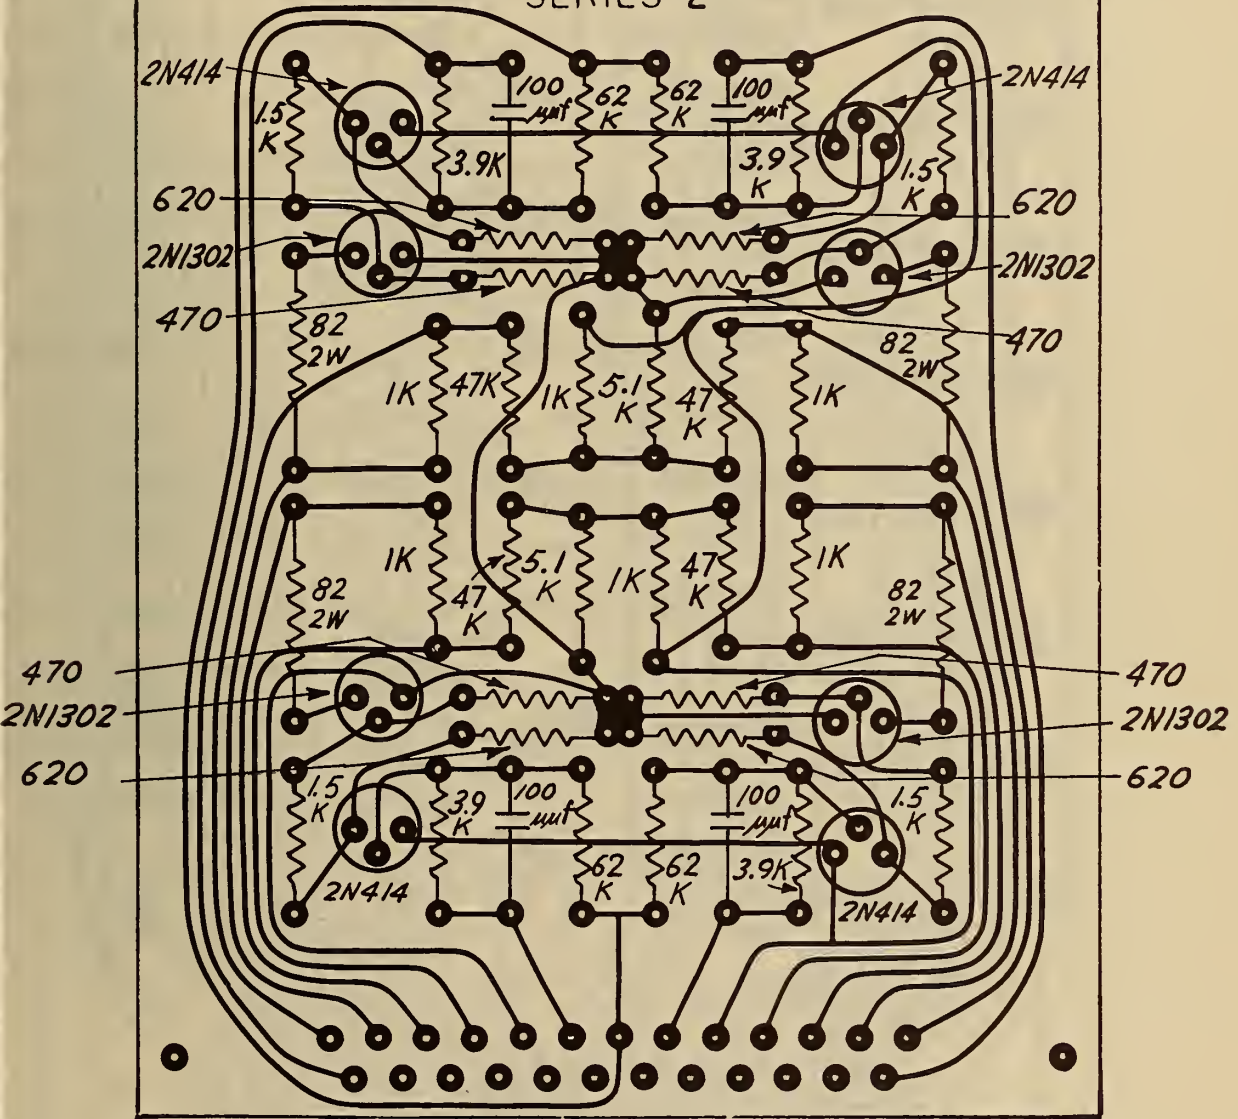 SERIES 2
2N414
1.5
K
3.9K
100
μμf
62
K
62
K
100
μμf
3.9
K
2N414
1.5
K
620
620
2N1302
2N1302
470
470
82
2W
1K
47K
1K
5.1
K
47
K
1K
82
2W
82
2W
1K
47
K
5.1
K
1K
47
K
1K
82
2W
470
470
2N1302
2N1302
620
620
1.5
K
3.9
K
100
μμf
62
K
62
K
100
μμf
3.9K
1.5
K
2N414
2N414